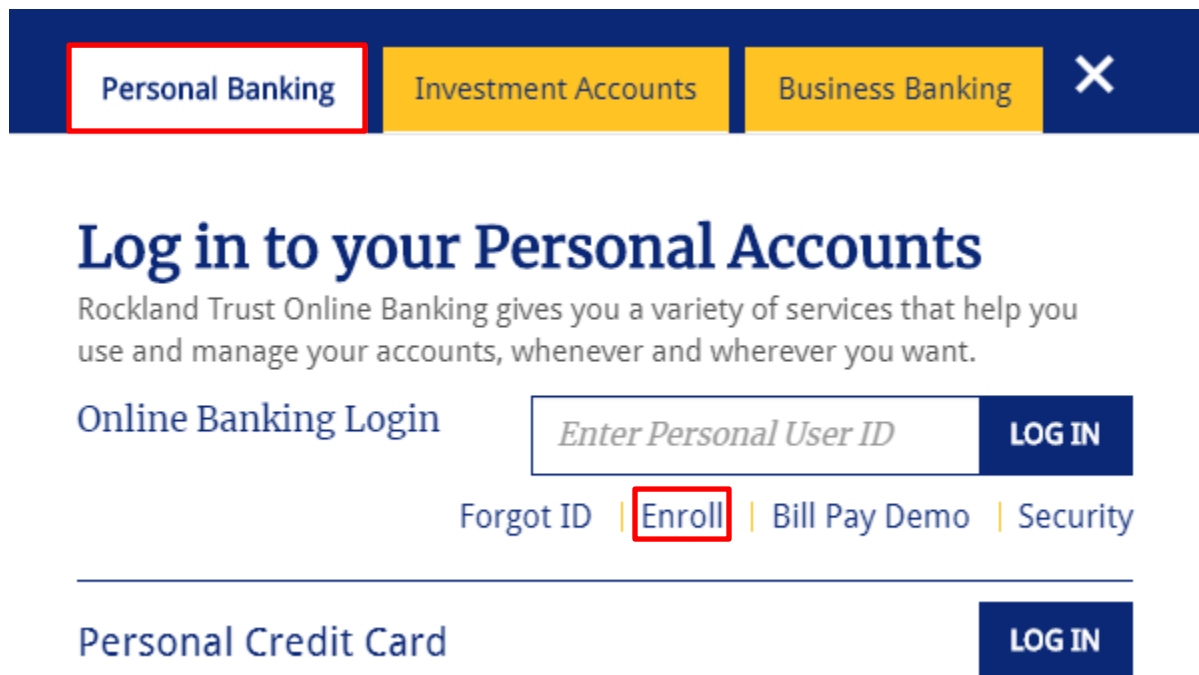 Personal Banking Investment Accounts Business Banking ×
Log in to your Personal Accounts
Rockland Trust Online Banking gives you a variety of services that help you
use and manage your accounts, whenever and wherever you want.
Online Banking Login Enter Personal User ID LOG IN
Forgot ID | Enroll | Bill Pay Demo | Security
Personal Credit Card LOG IN